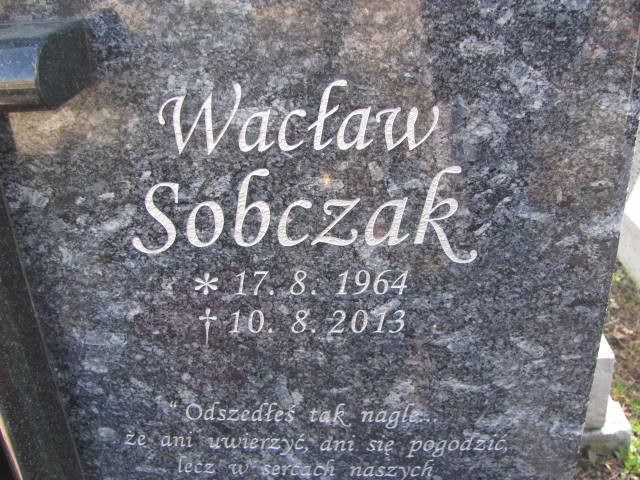 Wacław
Sobczak
* 17. 8. 1964
† 10. 8. 2013
"Odszedłeś tak nagle...
że ani uwierzyć, ani się pogodzić,
lecz w sercach naszych